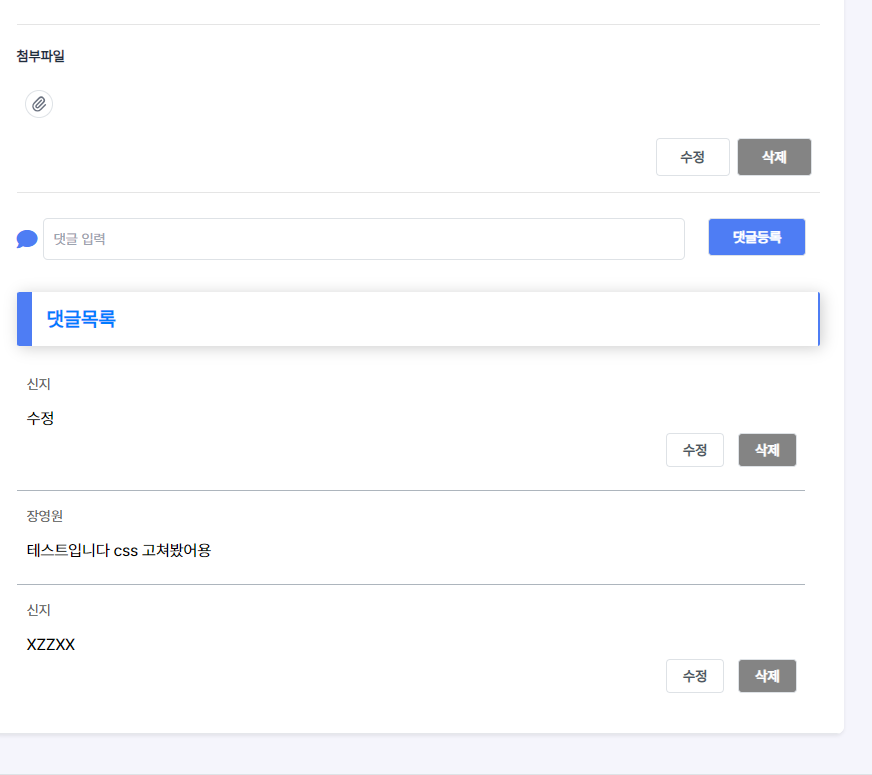 첨부파일
수정 삭제
댓글 입력 댓글등록
댓글목록
신지
수정
수정 삭제
장영원
테스트입니다 css 고쳐봤어용
신지
XZZXX
수정 삭제